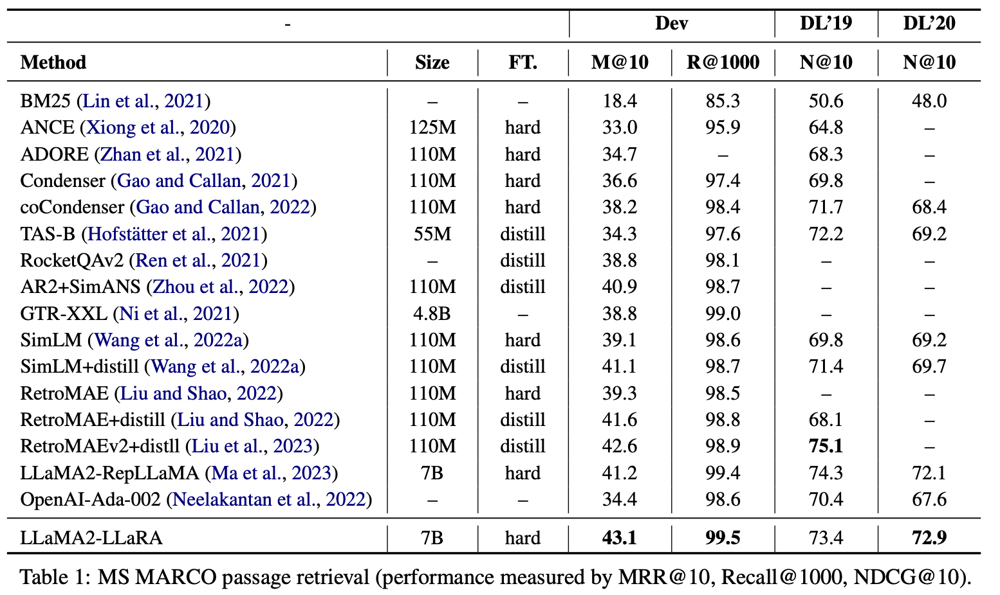 - Dev DL’19 DL’20
Method Size FT. M@10 R@1000 N@10 N@10
BM25 (Lin et al., 2021) – – 18.4 85.3 50.6 48.0
ANCE (Xiong et al., 2020) 125M hard 33.0 95.9 64.8 –
ADORE (Zhan et al., 2021) 110M hard 34.7 – 68.3 –
Condenser (Gao and Callan, 2021) 110M hard 36.6 97.4 69.8 –
coCondenser (Gao and Callan, 2022) 110M hard 38.2 98.4 71.7 68.4
TAS-B (Hofstätter et al., 2021) 55M distill 34.3 97.6 72.2 69.2
RocketQAv2 (Ren et al., 2021) – distill 38.8 98.1 – –
AR2+SimANS (Zhou et al., 2022) 110M distill 40.9 98.7 – –
GTR-XXL (Ni et al., 2021) 4.8B – 38.8 99.0 – –
SimLM (Wang et al., 2022a) 110M hard 39.1 98.6 69.8 69.2
SimLM+distill (Wang et al., 2022a) 110M distill 41.1 98.7 71.4 69.7
RetroMAE (Liu and Shao, 2022) 110M hard 39.3 98.5 – –
RetroMAE+distill (Liu and Shao, 2022) 110M distill 41.6 98.8 68.1 –
RetroMAEv2+distll (Liu et al., 2023) 110M distill 42.6 98.9 75.1 –
LLaMA2-RepLLaMA (Ma et al., 2023) 7B hard 41.2 99.4 74.3 72.1
OpenAI-Ada-002 (Neelakantan et al., 2022) – – 34.4 98.6 70.4 67.6
LLaMA2-LLaRA 7B hard 43.1 99.5 73.4 72.9
Table 1: MS MARCO passage retrieval (performance measured by MRR@10, Recall@1000, NDCG@10).